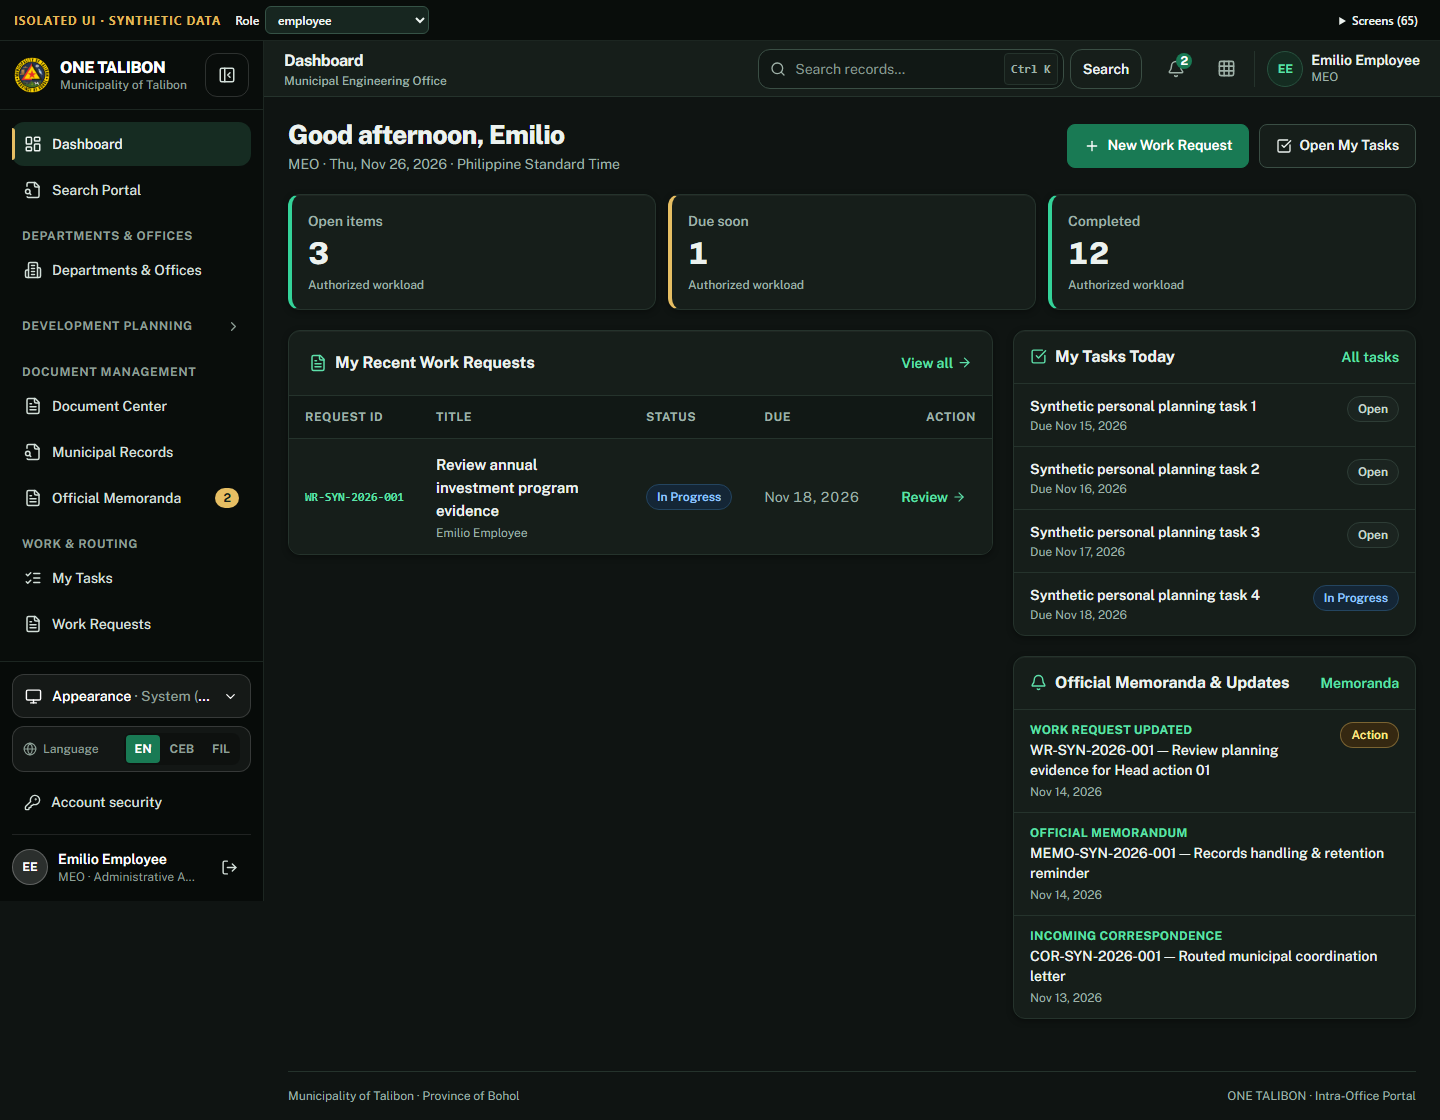 ISOLATED UI · SYNTHETIC DATA
Role
employee
Screens (65)
ONE TALIBON
Municipality of Talibon
Dashboard
Municipal Engineering Office
Search records...
Ctrl K
Search
2
EE
Emilio Employee
MEO
Dashboard
Search Portal
DEPARTMENTS & OFFICES
Departments & Offices
DEVELOPMENT PLANNING
DOCUMENT MANAGEMENT
Document Center
Municipal Records
Official Memoranda
2
WORK & ROUTING
My Tasks
Work Requests
Appearance · System (...
Language
EN
CEB
FIL
Account security
EE
Emilio Employee
MEO · Administrative A...
Good afternoon, Emilio
MEO · Thu, Nov 26, 2026 · Philippine Standard Time
New Work Request
Open My Tasks
Open items
3
Authorized workload
Due soon
1
Authorized workload
Completed
12
Authorized workload
My Recent Work Requests
View all →
REQUEST ID
TITLE
STATUS
DUE
ACTION
WR-SYN-2026-001
Review annual
investment program
evidence
Emilio Employee
In Progress
Nov 18, 2026
Review →
My Tasks Today
All tasks
Synthetic personal planning task 1
Due Nov 15, 2026
Open
Synthetic personal planning task 2
Due Nov 16, 2026
Open
Synthetic personal planning task 3
Due Nov 17, 2026
Open
Synthetic personal planning task 4
Due Nov 18, 2026
In Progress
Official Memoranda & Updates
Memoranda
WORK REQUEST UPDATED
WR-SYN-2026-001 — Review planning
evidence for Head action 01
Nov 14, 2026
Action
OFFICIAL MEMORANDUM
MEMO-SYN-2026-001 — Records handling & retention
reminder
Nov 14, 2026
INCOMING CORRESPONDENCE
COR-SYN-2026-001 — Routed municipal coordination
letter
Nov 13, 2026
Municipality of Talibon · Province of Bohol
ONE TALIBON · Intra-Office Portal